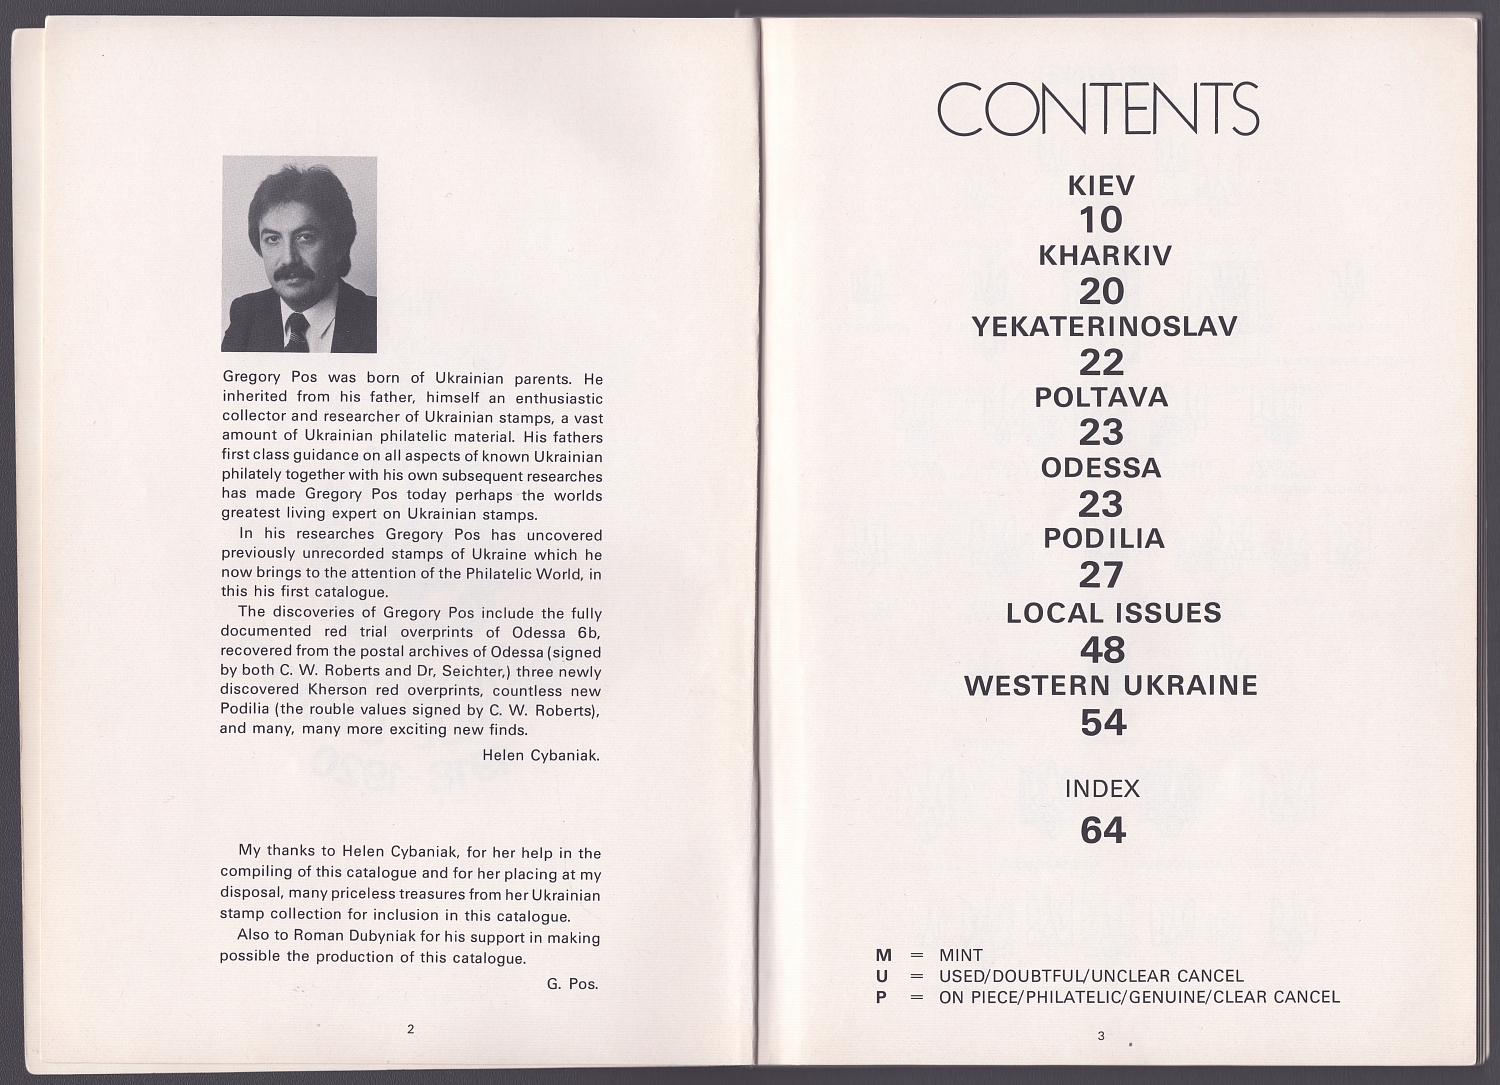 Gregory Pos was born of Ukrainian parents. He
inherited from his father, himself an enthusiastic
collector and researcher of Ukrainian stamps, a vast
amount of Ukrainian philatelic material. His fathers
first class guidance on all aspects of known Ukrainian
philately together with his own subsequent researches
has made Gregory Pos today perhaps the worlds
greatest living expert on Ukrainian stamps.
In his researches Gregory Pos has uncovered
previously unrecorded stamps of Ukraine which he
now brings to the attention of the Philatelic World, in
this his first catalogue.
The discoveries of Gregory Pos include the fully
documented red trial overprints of Odessa 6b,
recovered from the postal archives of Odessa (signed
by both C. W. Roberts and Dr, Seichter,) three newly
discovered Kherson red overprints, countless new
Podilia (the rouble values signed by C. W. Roberts),
and many, many more exciting new finds.
Helen Cybaniak.
My thanks to Helen Cybaniak, for her help in the
compiling of this catalogue and for her placing at my
disposal, many priceless treasures from her Ukrainian
stamp collection for inclusion in this catalogue.
Also to Roman Dubyniak for his support in making
possible the production of this catalogue.
G. Pos.
2
CONTENTS
KIEV
10
KHARKIV
20
YEKATERINOSLAV
22
POLTAVA
23
ODESSA
23
PODILIA
27
LOCAL ISSUES
48
WESTERN UKRAINE
54
INDEX
64
M = MINT
U = USED/DOUBTFUL/UNCLEAR CANCEL
P = ON PIECE/PHILATELIC/GENUINE/CLEAR CANCEL
3